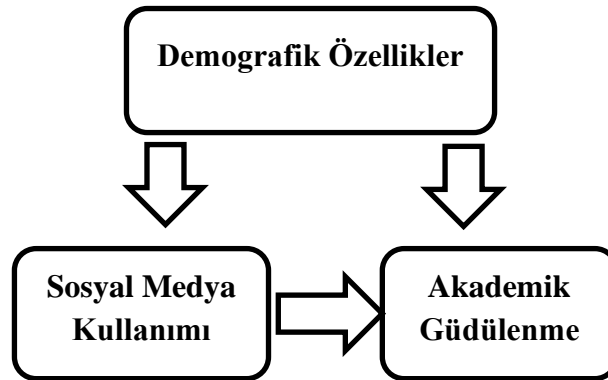 Demografik Özellikler
Sosyal Medya
Kullanımı
Akademik
Güdülenme